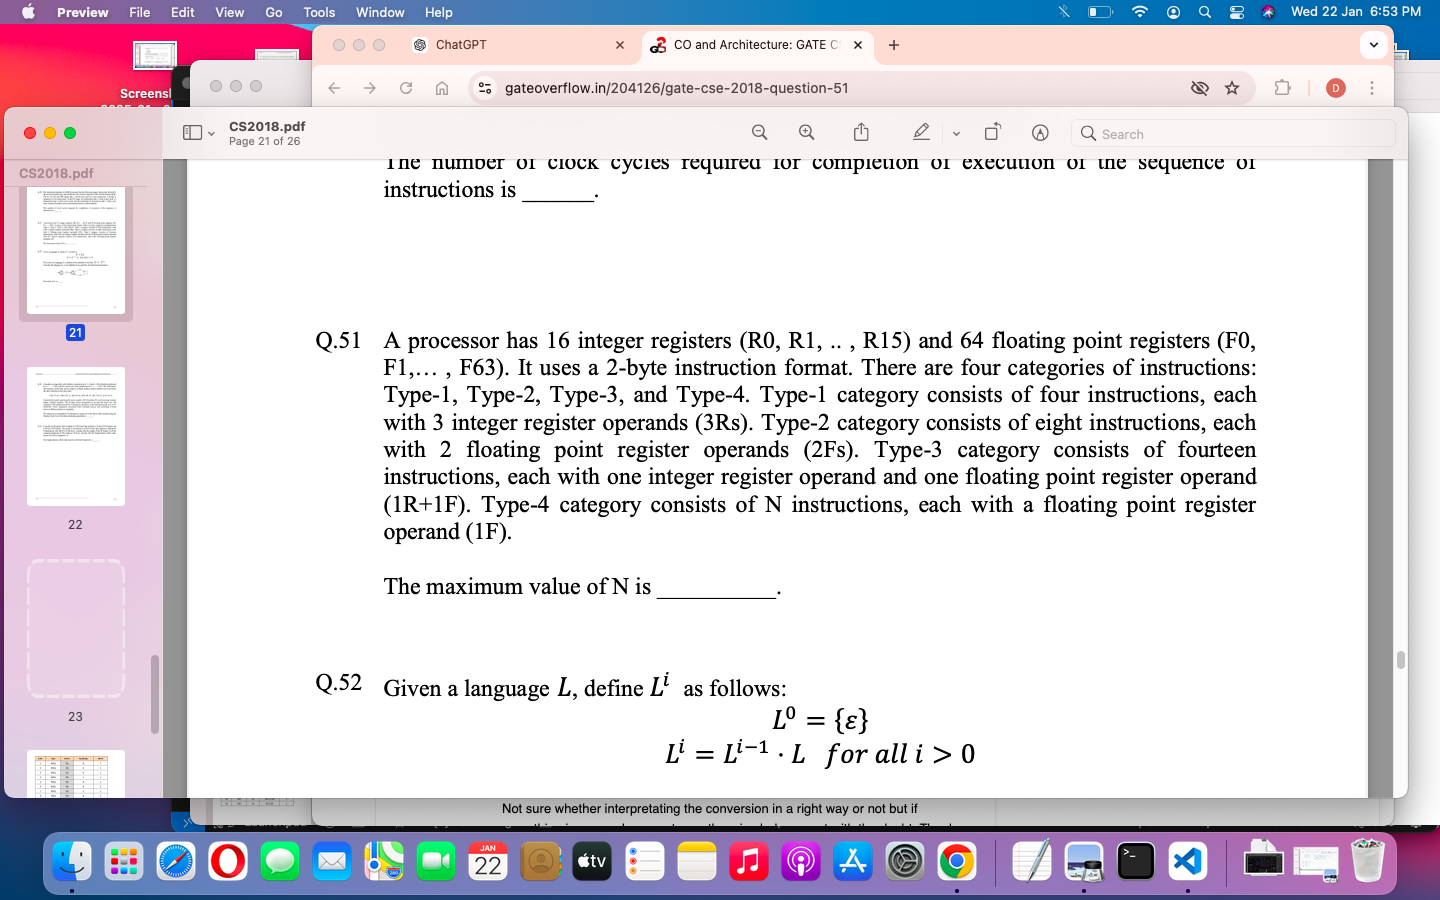 Preview File Edit View Go Tools Window Help Wed 22 Jan 6:53 PM
ChatGPT × CO and Architecture: GATE C × +
Screens
gateoverflow.in/204126/gate-cse-2018-question-51 D
CS2018.pdf
Page 21 of 26
Search
CS2018.pdf
The number of clock cycles required for completion of execution of the sequence of
instructions is ________.
21
Q.51 A processor has 16 integer registers (R0, R1, .. , R15) and 64 floating point registers (F0,
F1,... , F63). It uses a 2-byte instruction format. There are four categories of instructions:
Type-1, Type-2, Type-3, and Type-4. Type-1 category consists of four instructions, each
with 3 integer register operands (3Rs). Type-2 category consists of eight instructions, each
with 2 floating point register operands (2Fs). Type-3 category consists of fourteen
instructions, each with one integer register operand and one floating point register operand
(1R+1F). Type-4 category consists of N instructions, each with a floating point register
operand (1F).
22
The maximum value of N is __________.
Q.52 Given a language L, define Lⁱ as follows:
L⁰ = {ε}
Lⁱ = Lⁱ⁻¹ · L for all i > 0
23
Not sure whether interpretating the conversion in a right way or not but if
JAN
22
tv